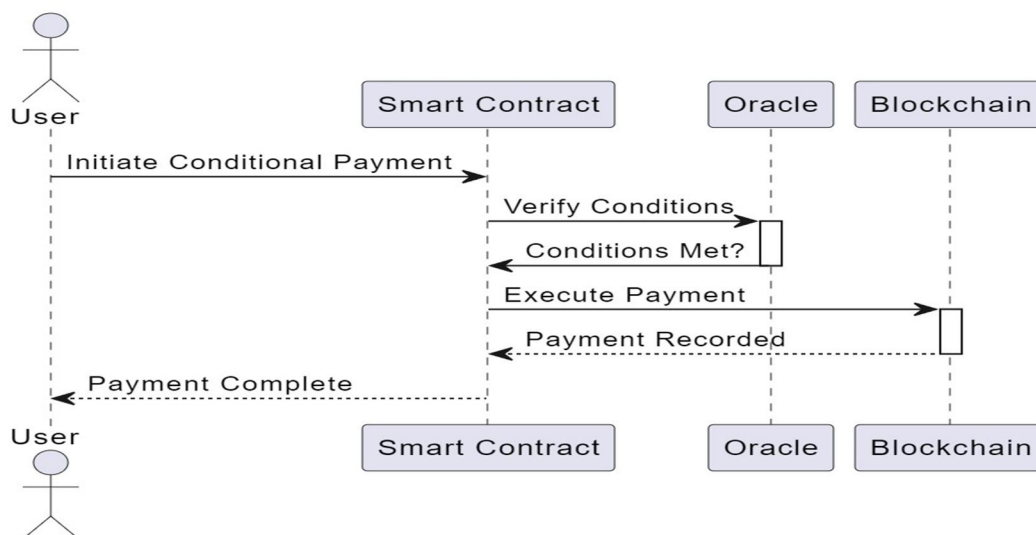 User
Smart Contract
Oracle
Blockchain
Initiate Conditional Payment
Verify Conditions
Conditions Met?
Execute Payment
Payment Recorded
Payment Complete
User
Smart Contract
Oracle
Blockchain